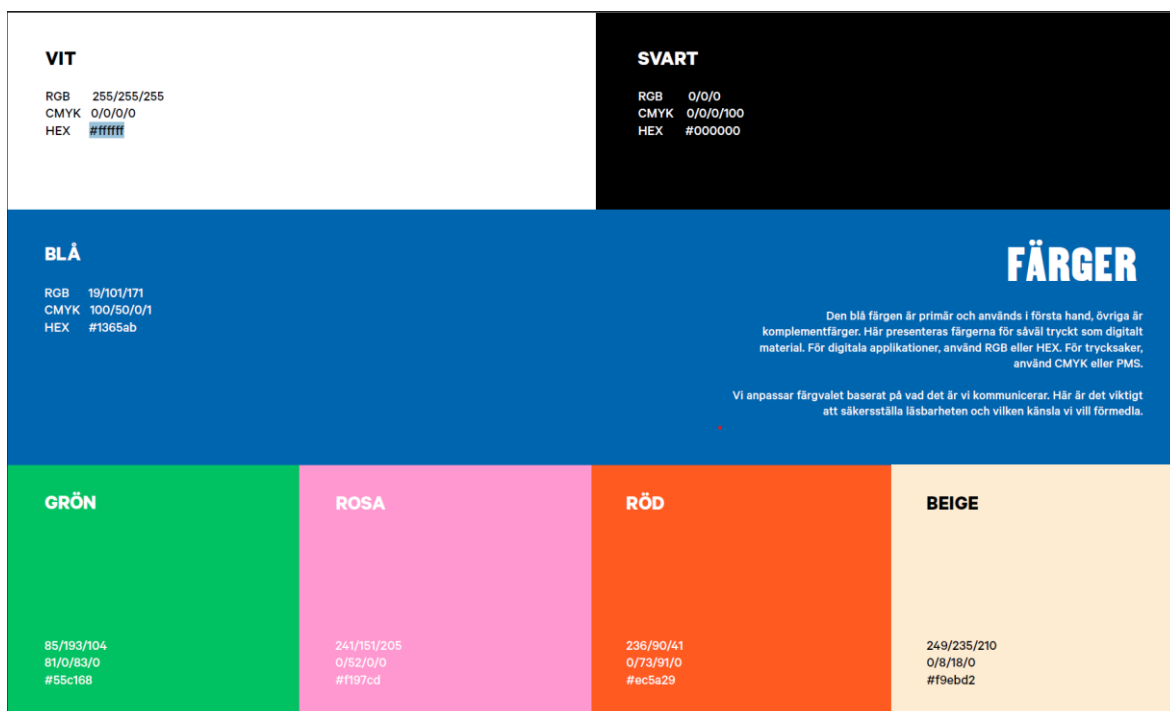 VIT
RGB 255/255/255
CMYK 0/0/0/0
HEX #ffffff
SVART
RGB 0/0/0
CMYK 0/0/0/100
HEX #000000
BLÅ
RGB 19/101/171
CMYK 100/50/0/1
HEX #1365ab
FÄRGER
Den blå färgen är primär och används i första hand, övriga är
komplementfärger. Här presenteras färgerna för såväl tryckt som digitalt
material. För digitala applikationer, använd RGB eller HEX. För trycksaker,
använd CMYK eller PMS.
Vi anpassar färgvalet baserat på vad det är vi kommunicerar. Här är det viktigt
att säkersställa läsbarheten och vilken känsla vi vill förmedla.
GRÖN
85/193/104
81/0/83/0
#55c168
ROSA
241/151/205
0/52/0/0
#f197cd
RÖD
236/90/41
0/73/91/0
#ec5a29
BEIGE
249/235/210
0/8/18/0
#f9ebd2